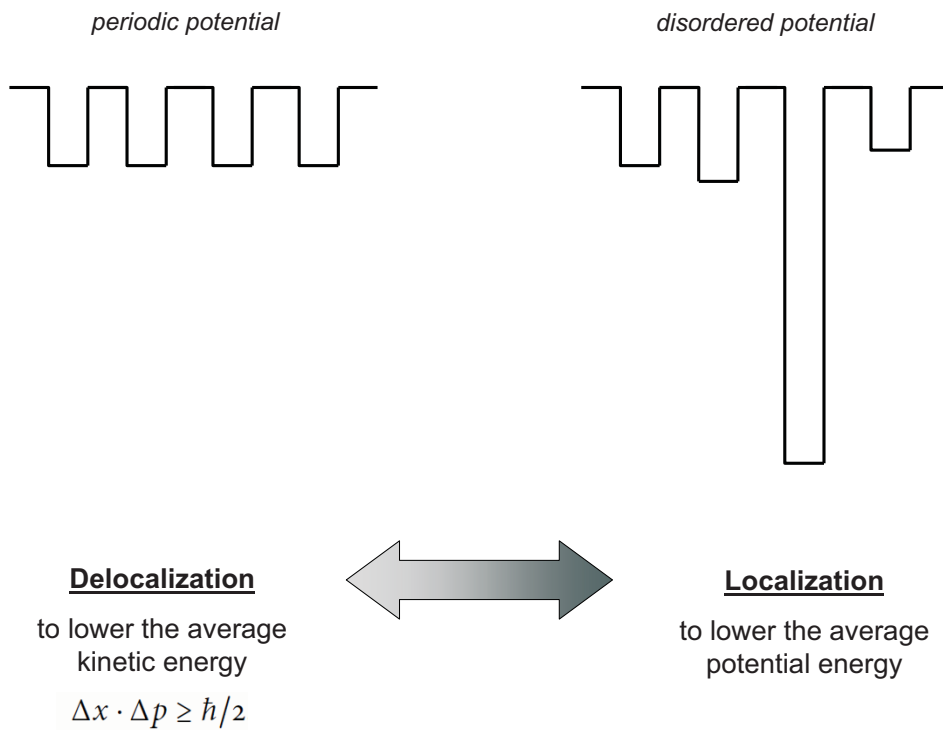 periodic potential
disordered potential
Delocalization
to lower the average
kinetic energy
Δx · Δp ≥ ħ/2
Localization
to lower the average
potential energy